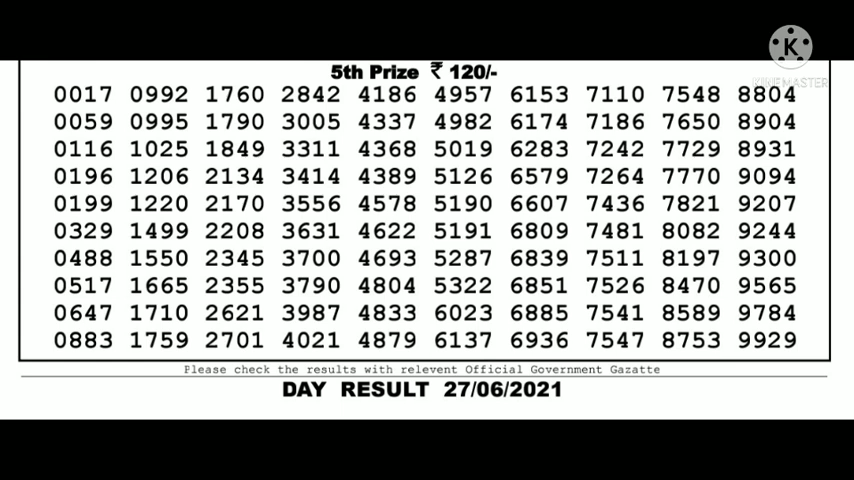 K
KINEMASTER
5th Prize ₹ 120/-
0017 0992 1760 2842 4186 4957 6153 7110 7548 8804
0059 0995 1790 3005 4337 4982 6174 7186 7650 8904
0116 1025 1849 3311 4368 5019 6283 7242 7729 8931
0196 1206 2134 3414 4389 5126 6579 7264 7770 9094
0199 1220 2170 3556 4578 5190 6607 7436 7821 9207
0329 1499 2208 3631 4622 5191 6809 7481 8082 9244
0488 1550 2345 3700 4693 5287 6839 7511 8197 9300
0517 1665 2355 3790 4804 5322 6851 7526 8470 9565
0647 1710 2621 3987 4833 6023 6885 7541 8589 9784
0883 1759 2701 4021 4879 6137 6936 7547 8753 9929
Please check the results with relevent Official Government Gazatte
DAY RESULT 27/06/2021